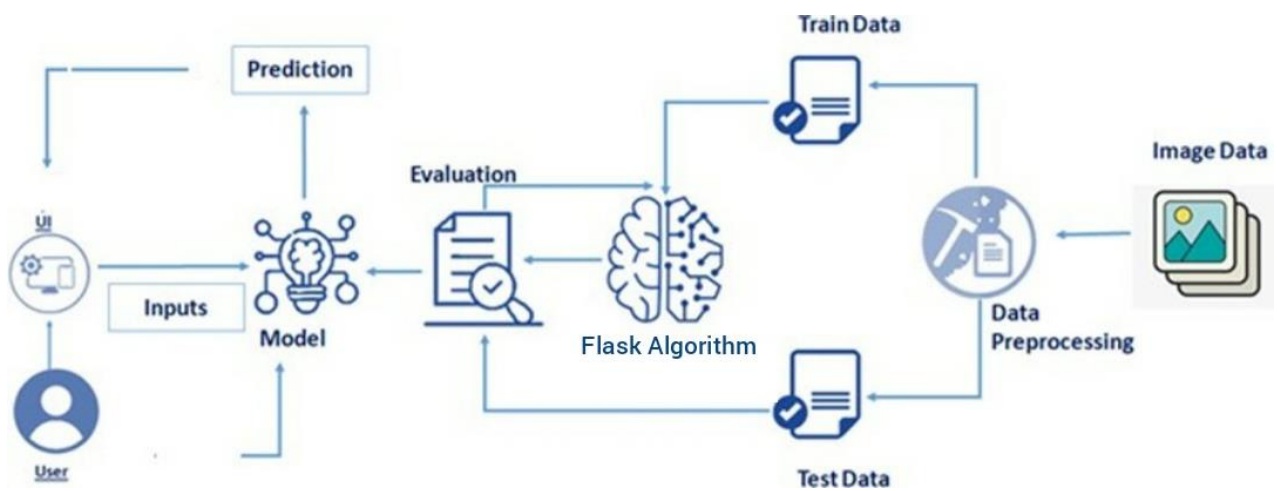 Train Data
Prediction
Image Data
Evaluation
UI
Inputs
Model
Flask Algorithm
Data
Preprocessing
User
Test Data